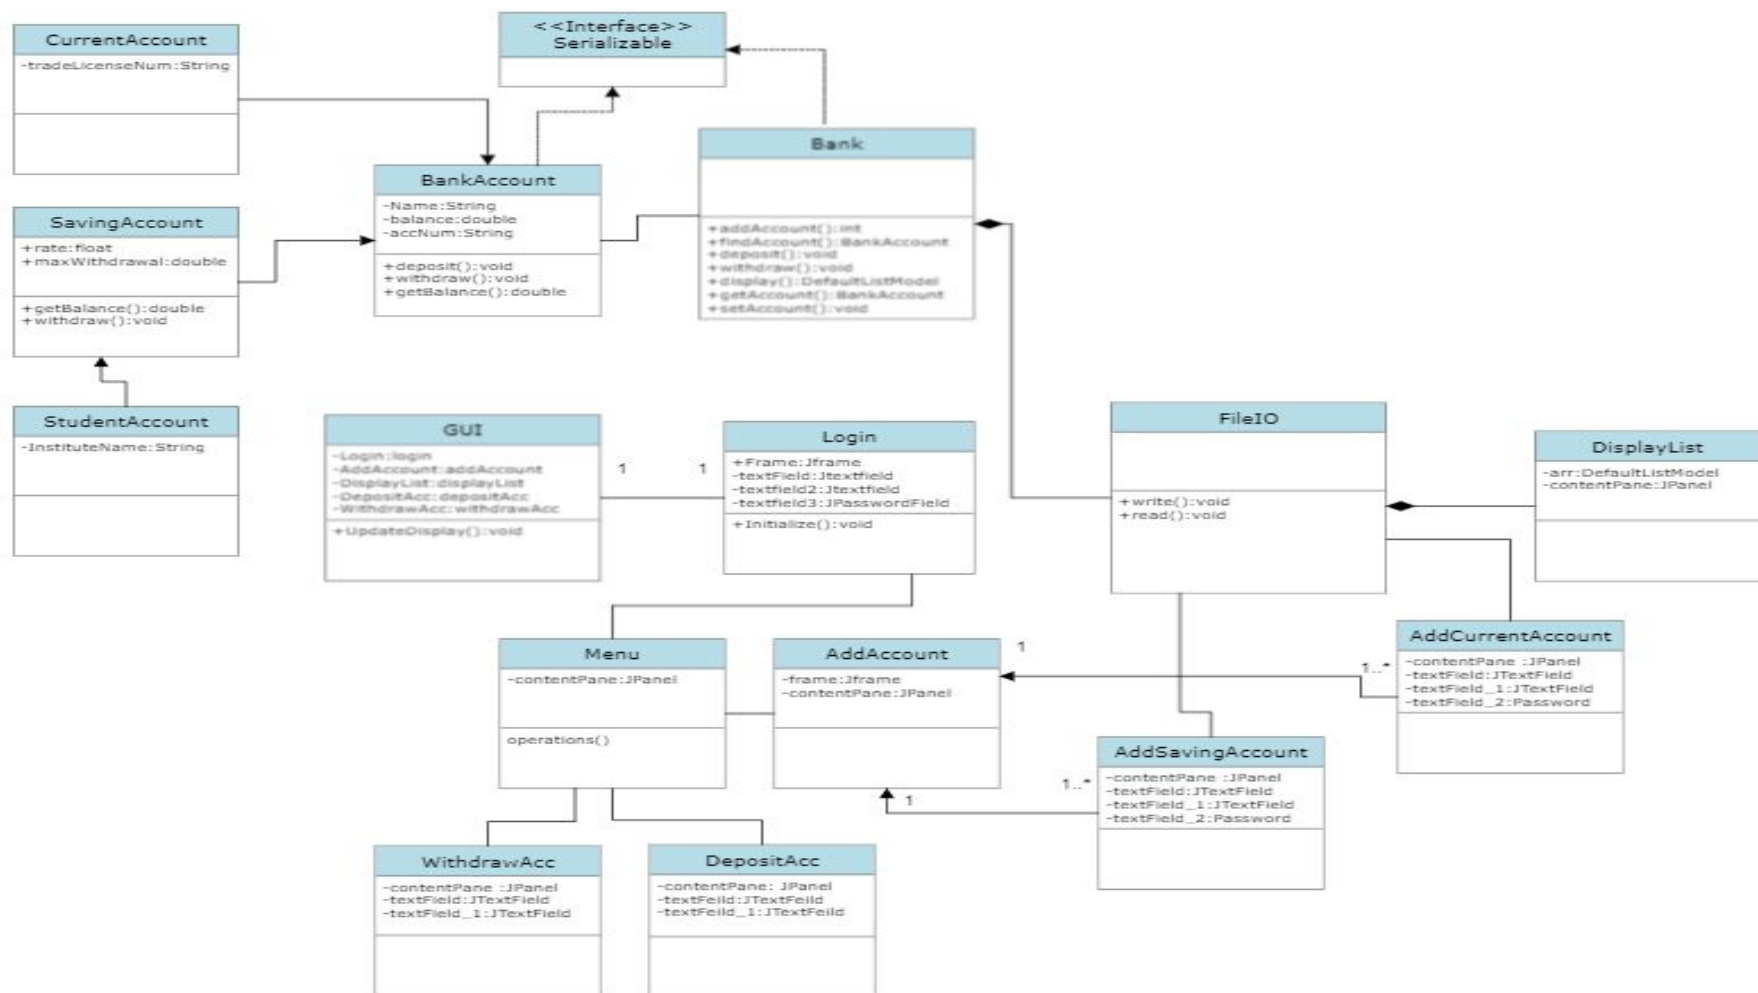 CurrentAccount
-tradeLicenseNum:String
<<Interface>>
Serializable
Bank
+addAccount():int
+findAccount():BankAccount
+deposit():void
+withdraw():void
+display():DefaultListModel
+getAccount():BankAccount
+setAccount():void
BankAccount
-Name:String
-balance:double
-accNum:String
+deposit():void
+withdraw():void
+getBalance():double
SavingAccount
+rate:float
+maxWithdrawal:double
+getBalance():double
+withdraw():void
StudentAccount
-InstituteName:String
GUI
-Login:login
-AddAccount:addAccount
-DisplayList:displayList
-DepositAcc:depositAcc
-WithdrawAcc:withdrawAcc
+UpdateDisplay():void
1
1
Login
+Frame:Jframe
-textField:Jtextfield
-textfield2:Jtextfield
-textfield3:JPasswordField
+Initialize():void
FileIO
+write():void
+read():void
DisplayList
-arr:DefaultListModel
-contentPane:JPanel
Menu
-contentPane:JPanel
operations()
AddAccount
-frame:Jframe
-contentPane:JPanel
1
1..*
AddCurrentAccount
-contentPane :JPanel
-textField:JTextField
-textField_1:JTextField
-textField_2:Password
1
1..*
AddSavingAccount
-contentPane :JPanel
-textField:JTextField
-textField_1:JTextField
-textField_2:Password
WithdrawAcc
-contentPane :JPanel
-textField:JTextField
-textField_1:JTextField
DepositAcc
-contentPane: JPanel
-textFeild:JTextFeild
-textFeild_1:JTextFeild